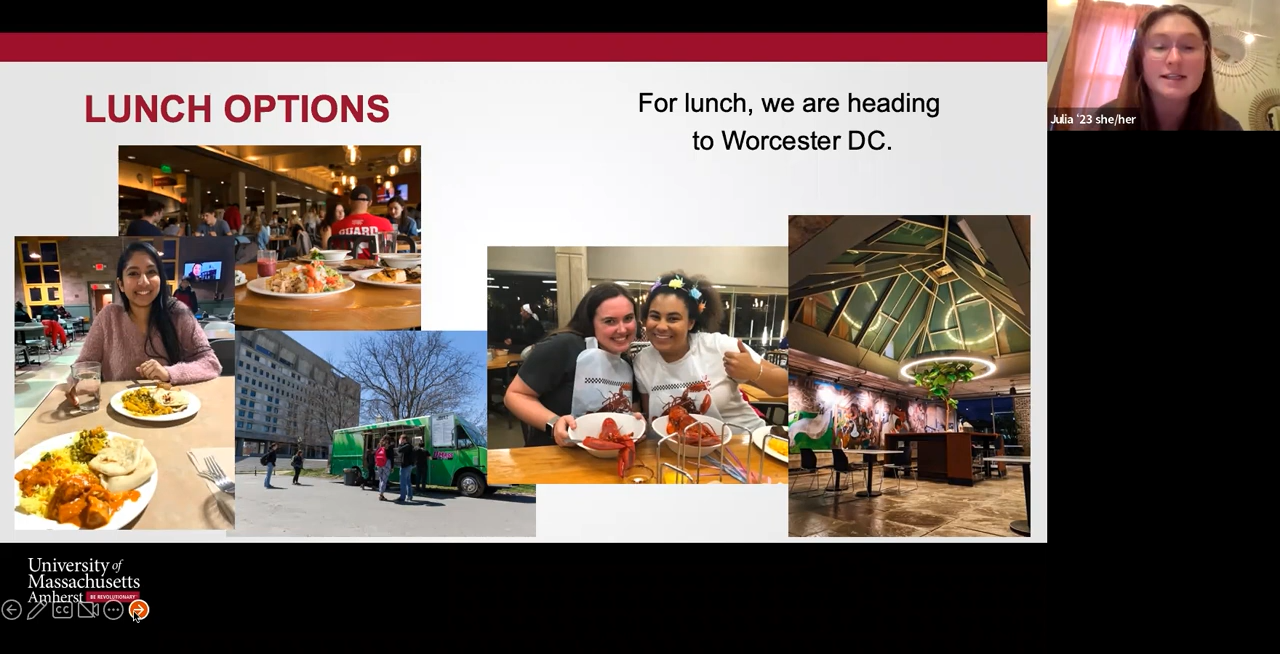 LUNCH OPTIONS
For lunch, we are heading
to Worcester DC.
Julia '23 she/her
GUARD
University of
Massachusetts
Amherst BE REVOLUTIONARY
CC